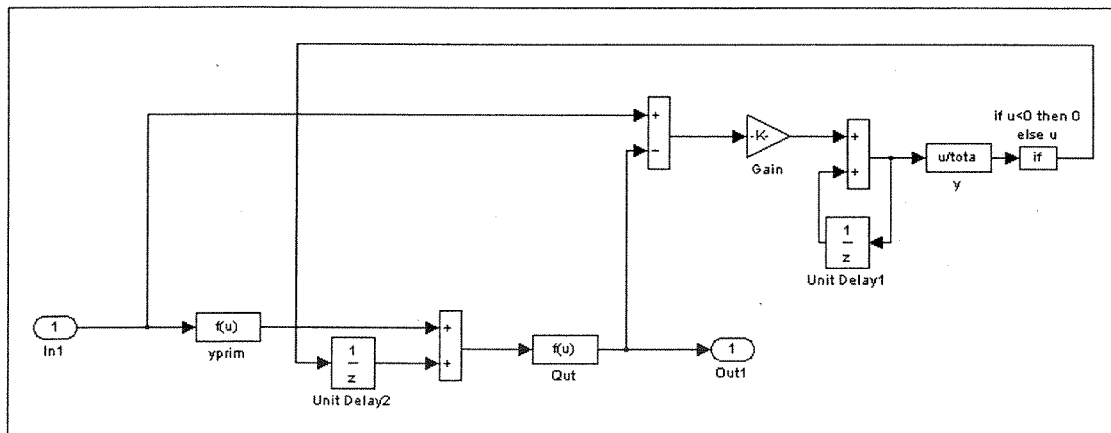 if u<0 then 0
else u
+
−
-K-
Gain
+
+
u/tota
y
if
1
z
Unit Delay1
1
In1
f(u)
yprim
1
z
Unit Delay2
+
+
f(u)
Qut
1
Out1